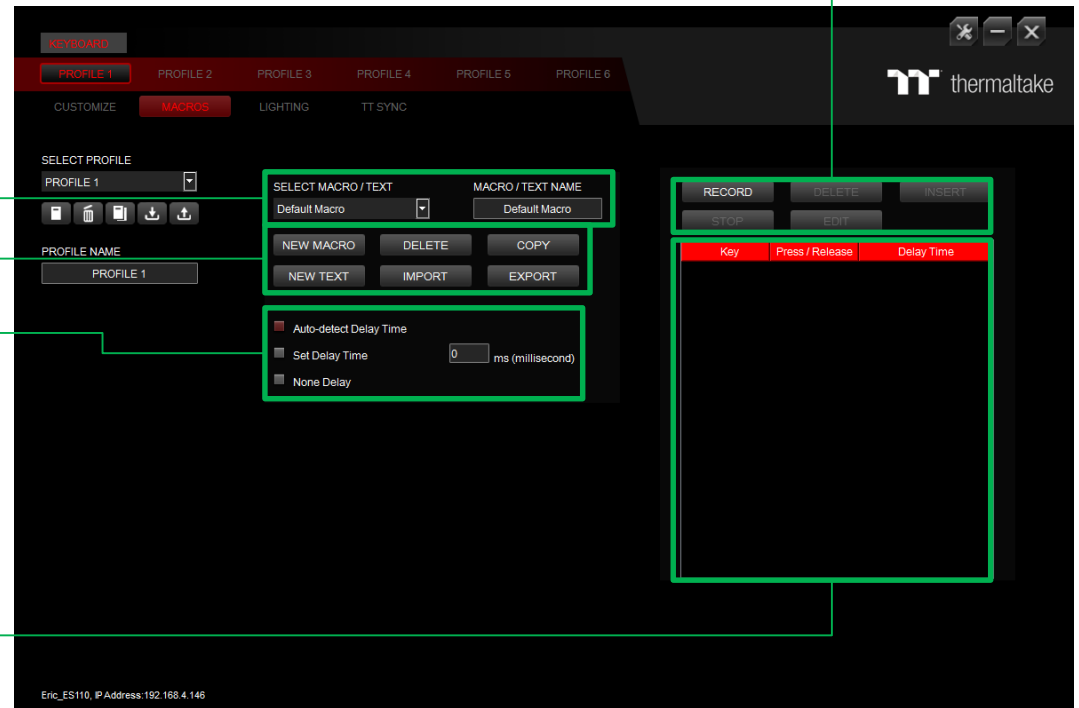 KEYBOARD
PROFILE 1 PROFILE 2 PROFILE 3 PROFILE 4 PROFILE 5 PROFILE 6
thermaltake
CUSTOMIZE MACROS LIGHTING TT SYNC
SELECT PROFILE
PROFILE 1
PROFILE NAME
PROFILE 1
SELECT MACRO / TEXT MACRO / TEXT NAME
Default Macro Default Macro
NEW MACRO DELETE COPY
NEW TEXT IMPORT EXPORT
Auto-detect Delay Time
Set Delay Time 0 ms (millisecond)
None Delay
RECORD DELETE INSERT
STOP EDIT
Key Press / Release Delay Time
Eric_ES110, IP Address:192.168.4.146